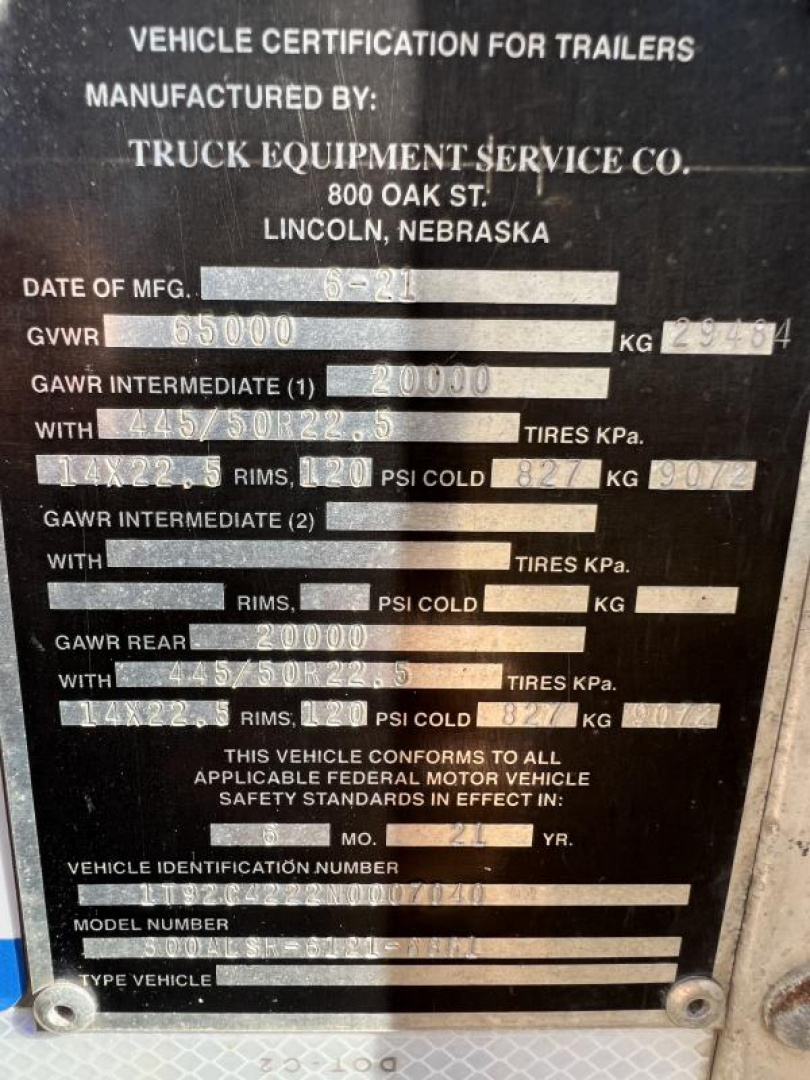 VEHICLE CERTIFICATION FOR TRAILERS
MANUFACTURED BY:
TRUCK EQUIPMENT SERVICE CO.
800 OAK ST.
LINCOLN, NEBRASKA
DATE OF MFG. 6-21
GVWR 65000 KG 29484
GAWR INTERMEDIATE (1) 20000
WITH 445/50R22.5 TIRES KPa.
14X22.5 RIMS, 120 PSI COLD 827 KG 9072
GAWR INTERMEDIATE (2)
WITH TIRES KPa.
RIMS, PSI COLD KG
GAWR REAR 20000
WITH 445/50R22.5 TIRES KPa.
14X22.5 RIMS, 120 PSI COLD 827 KG 9072
THIS VEHICLE CONFORMS TO ALL
APPLICABLE FEDERAL MOTOR VEHICLE
SAFETY STANDARDS IN EFFECT IN:
6 MO. 21 YR.
VEHICLE IDENTIFICATION NUMBER
1T92C4222N0007040
MODEL NUMBER
TYPE VEHICLE
DOT-C2